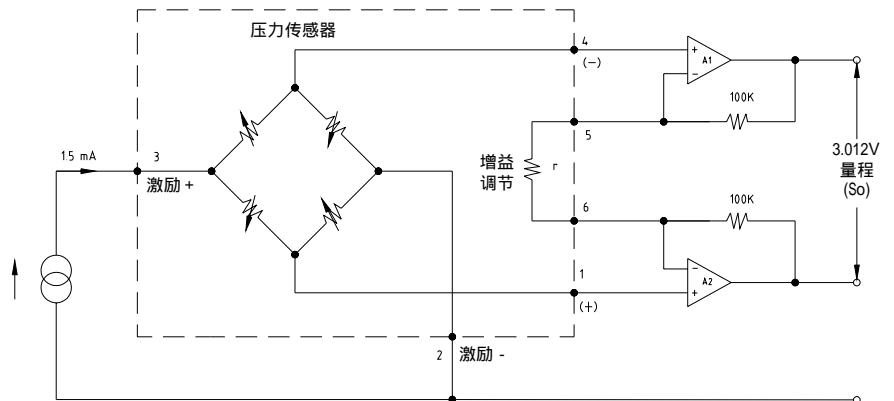 压力传感器
4
(-)
+
A1
-
100K
1.5 mA
3
激励 +
5
增益
调节
r
3.012V
量程
(So)
6
100K
-
A2
+
1
(+)
2
激励 -